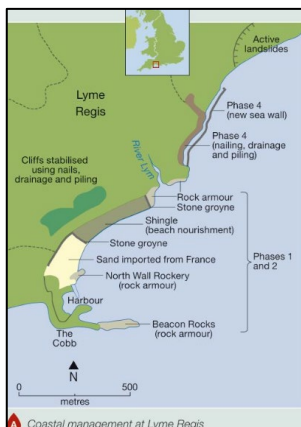 Active
landslides
Lyme
Regis
Phase 4
(new sea wall)
River Lym
Phase 4
(nailing, drainage
and piling)
Cliffs stabilised
using nails,
drainage and piling
Rock armour
Stone groyne
Shingle
(beach nourishment)
Stone groyne
Phases 1
and 2
Sand imported from France
North Wall Rockery
(rock armour)
Harbour
Beacon Rocks
(rock armour)
The
Cobb
N
0 500
metres
A Coastal management at Lyme Regis